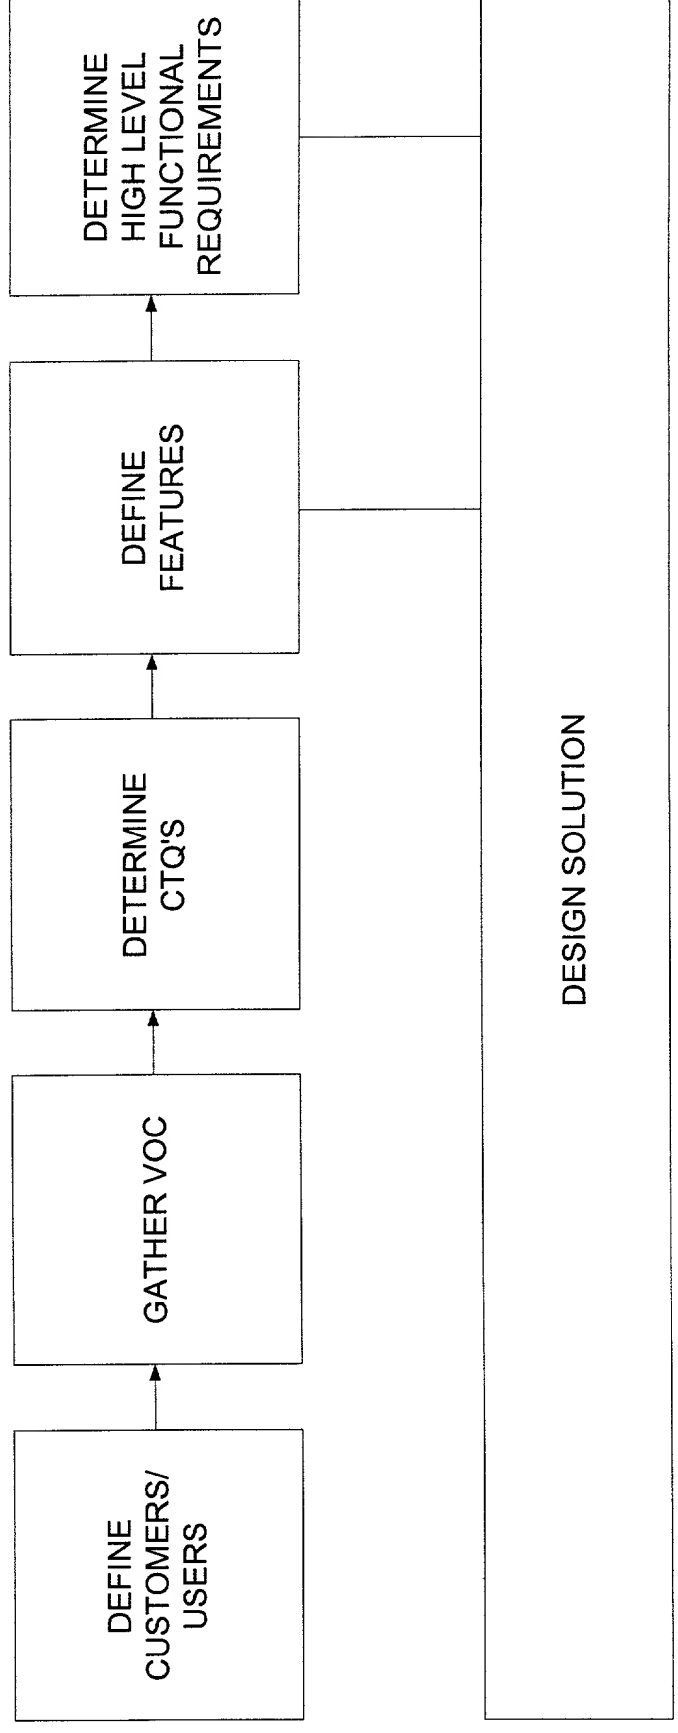 DEFINE
CUSTOMERS/
USERS
GATHER VOC
DETERMINE
CTQ'S
DEFINE
FEATURES
DETERMINE
HIGH LEVEL
FUNCTIONAL
REQUIREMENTS
DESIGN SOLUTION